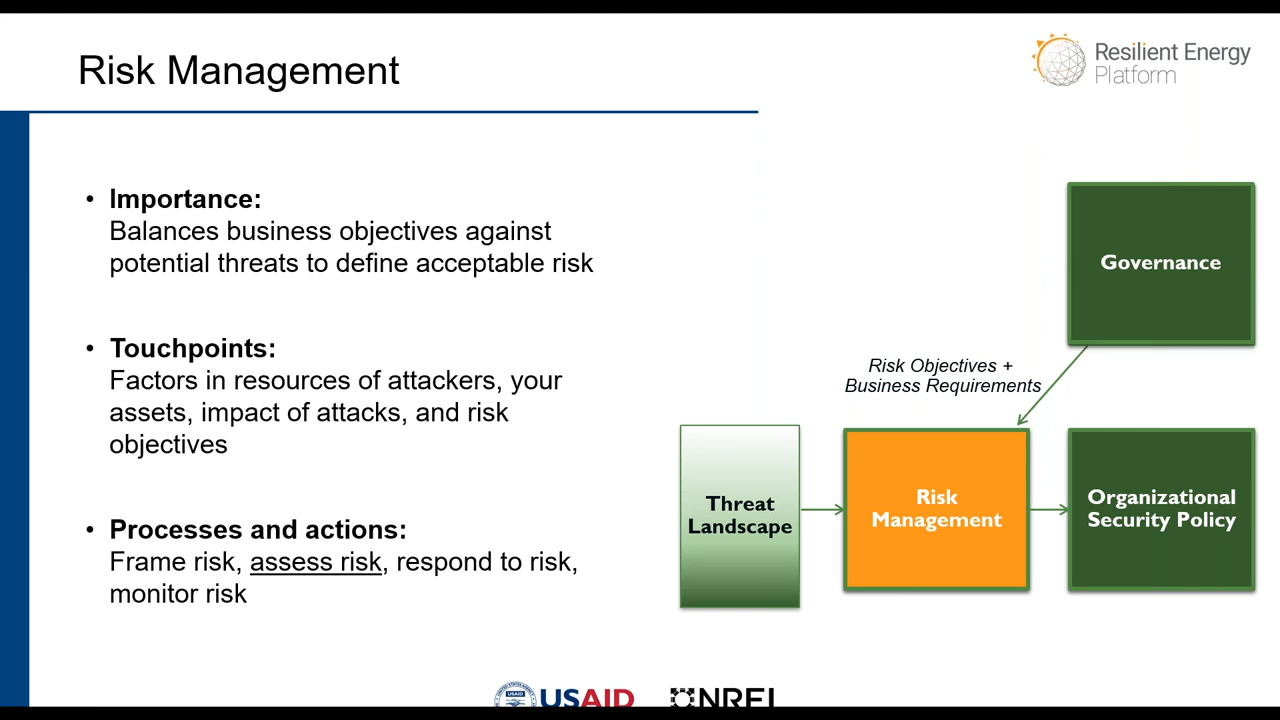 Risk Management
Resilient Energy
Platform
• Importance:
Balances business objectives against
potential threats to define acceptable risk
• Touchpoints:
Factors in resources of attackers, your
assets, impact of attacks, and risk
objectives
• Processes and actions:
Frame risk, assess risk, respond to risk,
monitor risk
Governance
Risk Objectives +
Business Requirements
Threat
Landscape
Risk
Management
Organizational
Security Policy
USAID
USAID
NREL